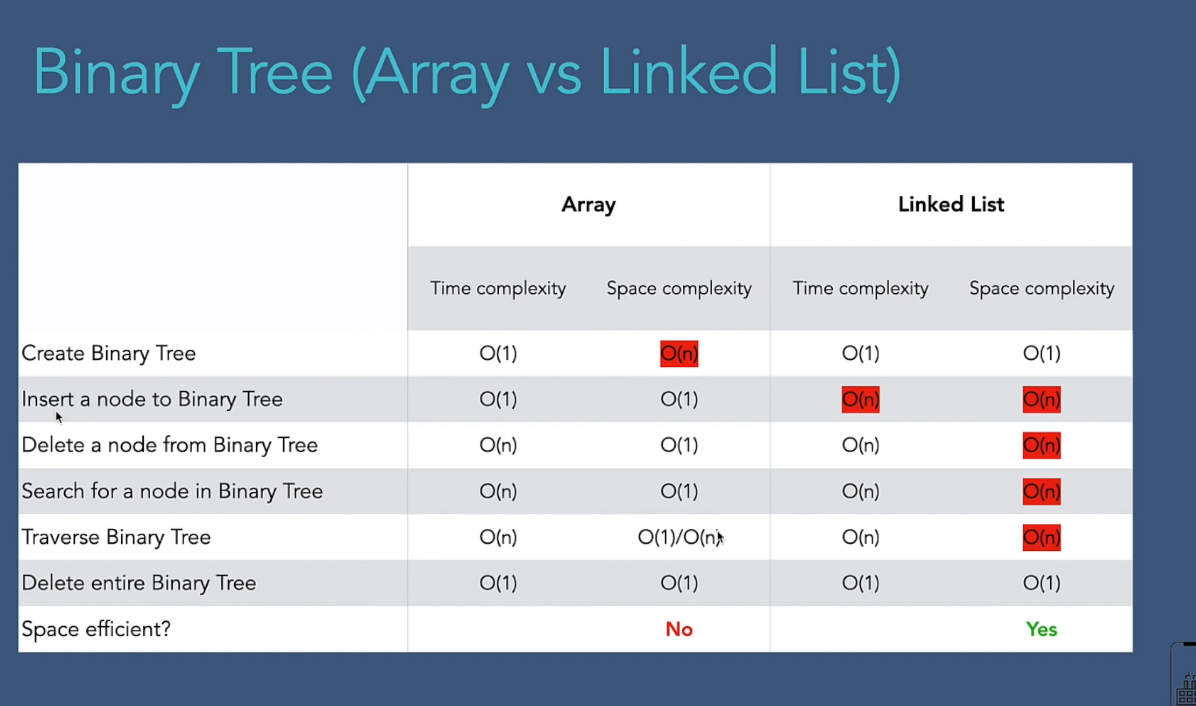 Binary Tree (Array vs Linked List)
Array Linked List
Time complexity Space complexity Time complexity Space complexity
Create Binary Tree O(1) O(n) O(1) O(1)
Insert a node to Binary Tree O(1) O(1) O(n) O(n)
Delete a node from Binary Tree O(n) O(1) O(n) O(n)
Search for a node in Binary Tree O(n) O(1) O(n) O(n)
Traverse Binary Tree O(n) O(1)/O(n) O(n) O(n)
Delete entire Binary Tree O(1) O(1) O(1) O(1)
Space efficient? No Yes